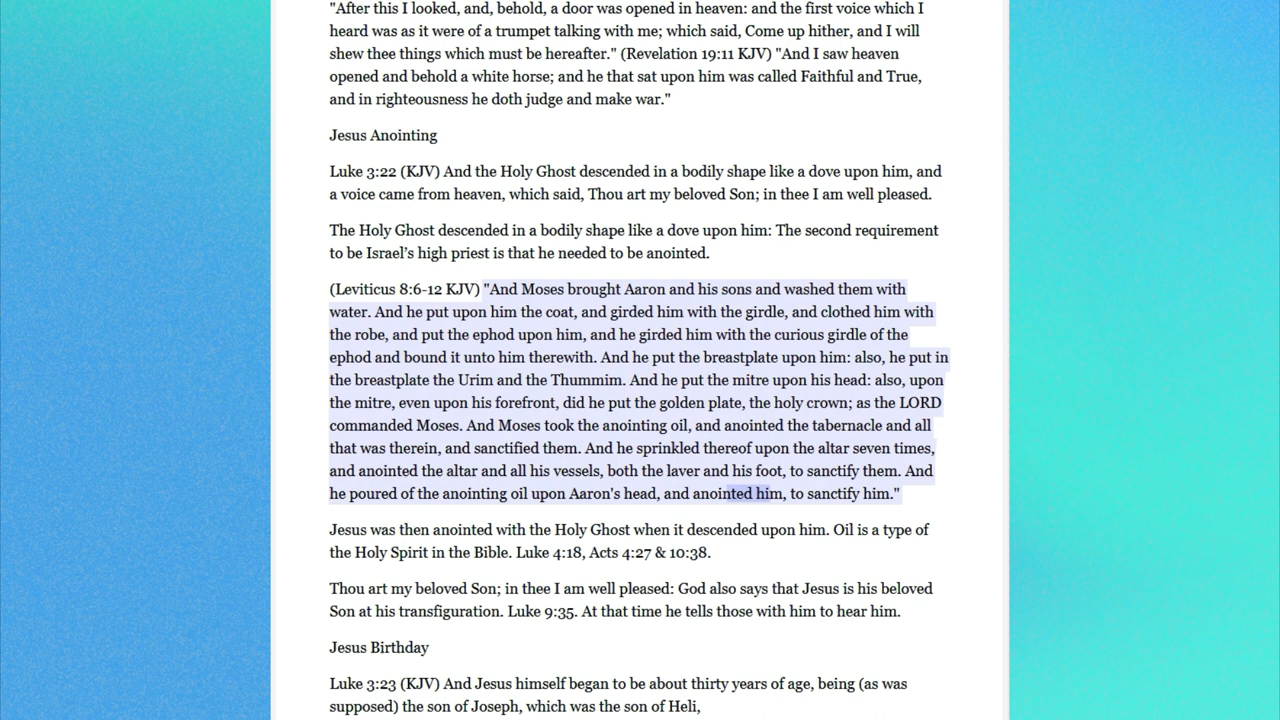 "After this I looked, and, behold, a door was opened in heaven: and the first voice which I
heard was as it were of a trumpet talking with me; which said, Come up hither, and I will
shew thee things which must be hereafter." (Revelation 19:11 KJV) "And I saw heaven
opened and behold a white horse; and he that sat upon him was called Faithful and True,
and in righteousness he doth judge and make war."
Jesus Anointing
Luke 3:22 (KJV) And the Holy Ghost descended in a bodily shape like a dove upon him, and
a voice came from heaven, which said, Thou art my beloved Son; in thee I am well pleased.
The Holy Ghost descended in a bodily shape like a dove upon him: The second requirement
to be Israel’s high priest is that he needed to be anointed.
(Leviticus 8:6-12 KJV) "And Moses brought Aaron and his sons and washed them with
water. And he put upon him the coat, and girded him with the girdle, and clothed him with
the robe, and put the ephod upon him, and he girded him with the curious girdle of the
ephod and bound it unto him therewith. And he put the breastplate upon him: also, he put in
the breastplate the Urim and the Thummim. And he put the mitre upon his head: also, upon
the mitre, even upon his forefront, did he put the golden plate, the holy crown; as the LORD
commanded Moses. And Moses took the anointing oil, and anointed the tabernacle and all
that was therein, and sanctified them. And he sprinkled thereof upon the altar seven times,
and anointed the altar and all his vessels, both the laver and his foot, to sanctify them. And
he poured of the anointing oil upon Aaron's head, and anointed him, to sanctify him."
Jesus was then anointed with the Holy Ghost when it descended upon him. Oil is a type of
the Holy Spirit in the Bible. Luke 4:18, Acts 4:27 & 10:38.
Thou art my beloved Son; in thee I am well pleased: God also says that Jesus is his beloved
Son at his transfiguration. Luke 9:35. At that time he tells those with him to hear him.
Jesus Birthday
Luke 3:23 (KJV) And Jesus himself began to be about thirty years of age, being (as was
supposed) the son of Joseph, which was the son of Heli,